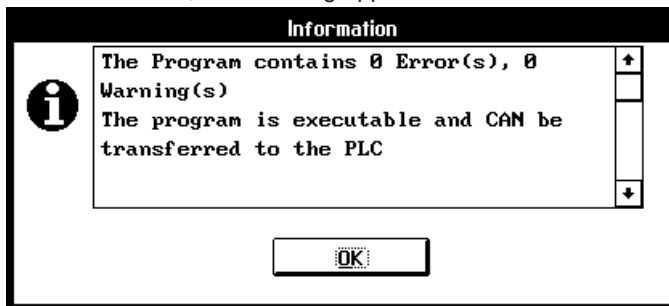 Information
The Program contains 0 Error(s), 0
Warning(s)
The program is executable and CAN be
transferred to the PLC
OK